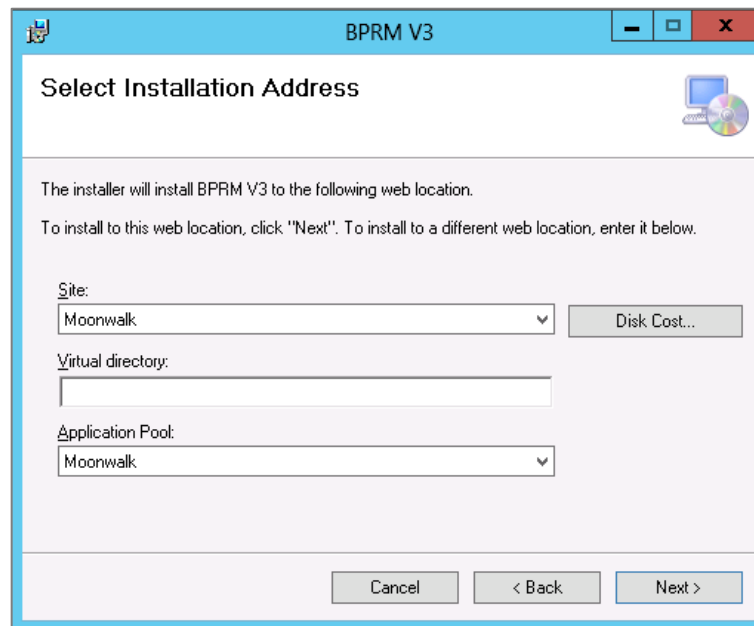 BPRM V3
Select Installation Address
The installer will install BPRM V3 to the following web location.
To install to this web location, click "Next". To install to a different web location, enter it below.
Site:
Moonwalk
Disk Cost...
Virtual directory:
Application Pool:
Moonwalk
Cancel
< Back
Next >